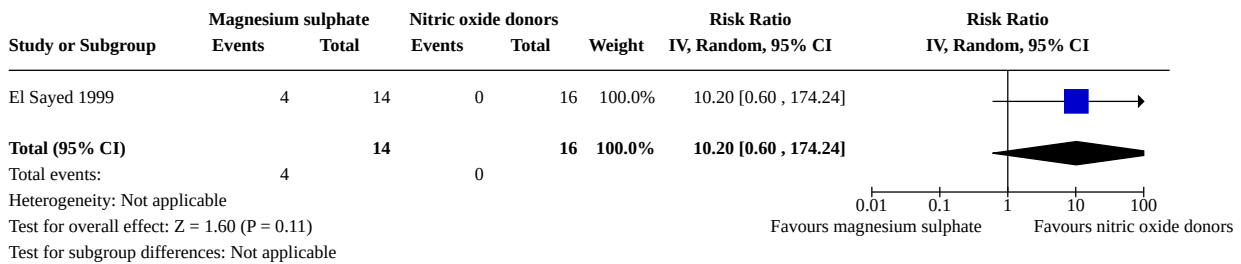 Magnesium sulphate Nitric oxide donors Risk Ratio Risk Ratio
Study or Subgroup Events Total Events Total Weight IV, Random, 95% CI IV, Random, 95% CI
El Sayed 1999 4 14 0 16 100.0% 10.20 [0.60 , 174.24]
Total (95% CI) 14 16 100.0% 10.20 [0.60 , 174.24]
Total events: 4 0
Heterogeneity: Not applicable
0.01 0.1 1 10 100
Test for overall effect: Z = 1.60 (P = 0.11) Favours magnesium sulphate Favours nitric oxide donors
Test for subgroup differences: Not applicable